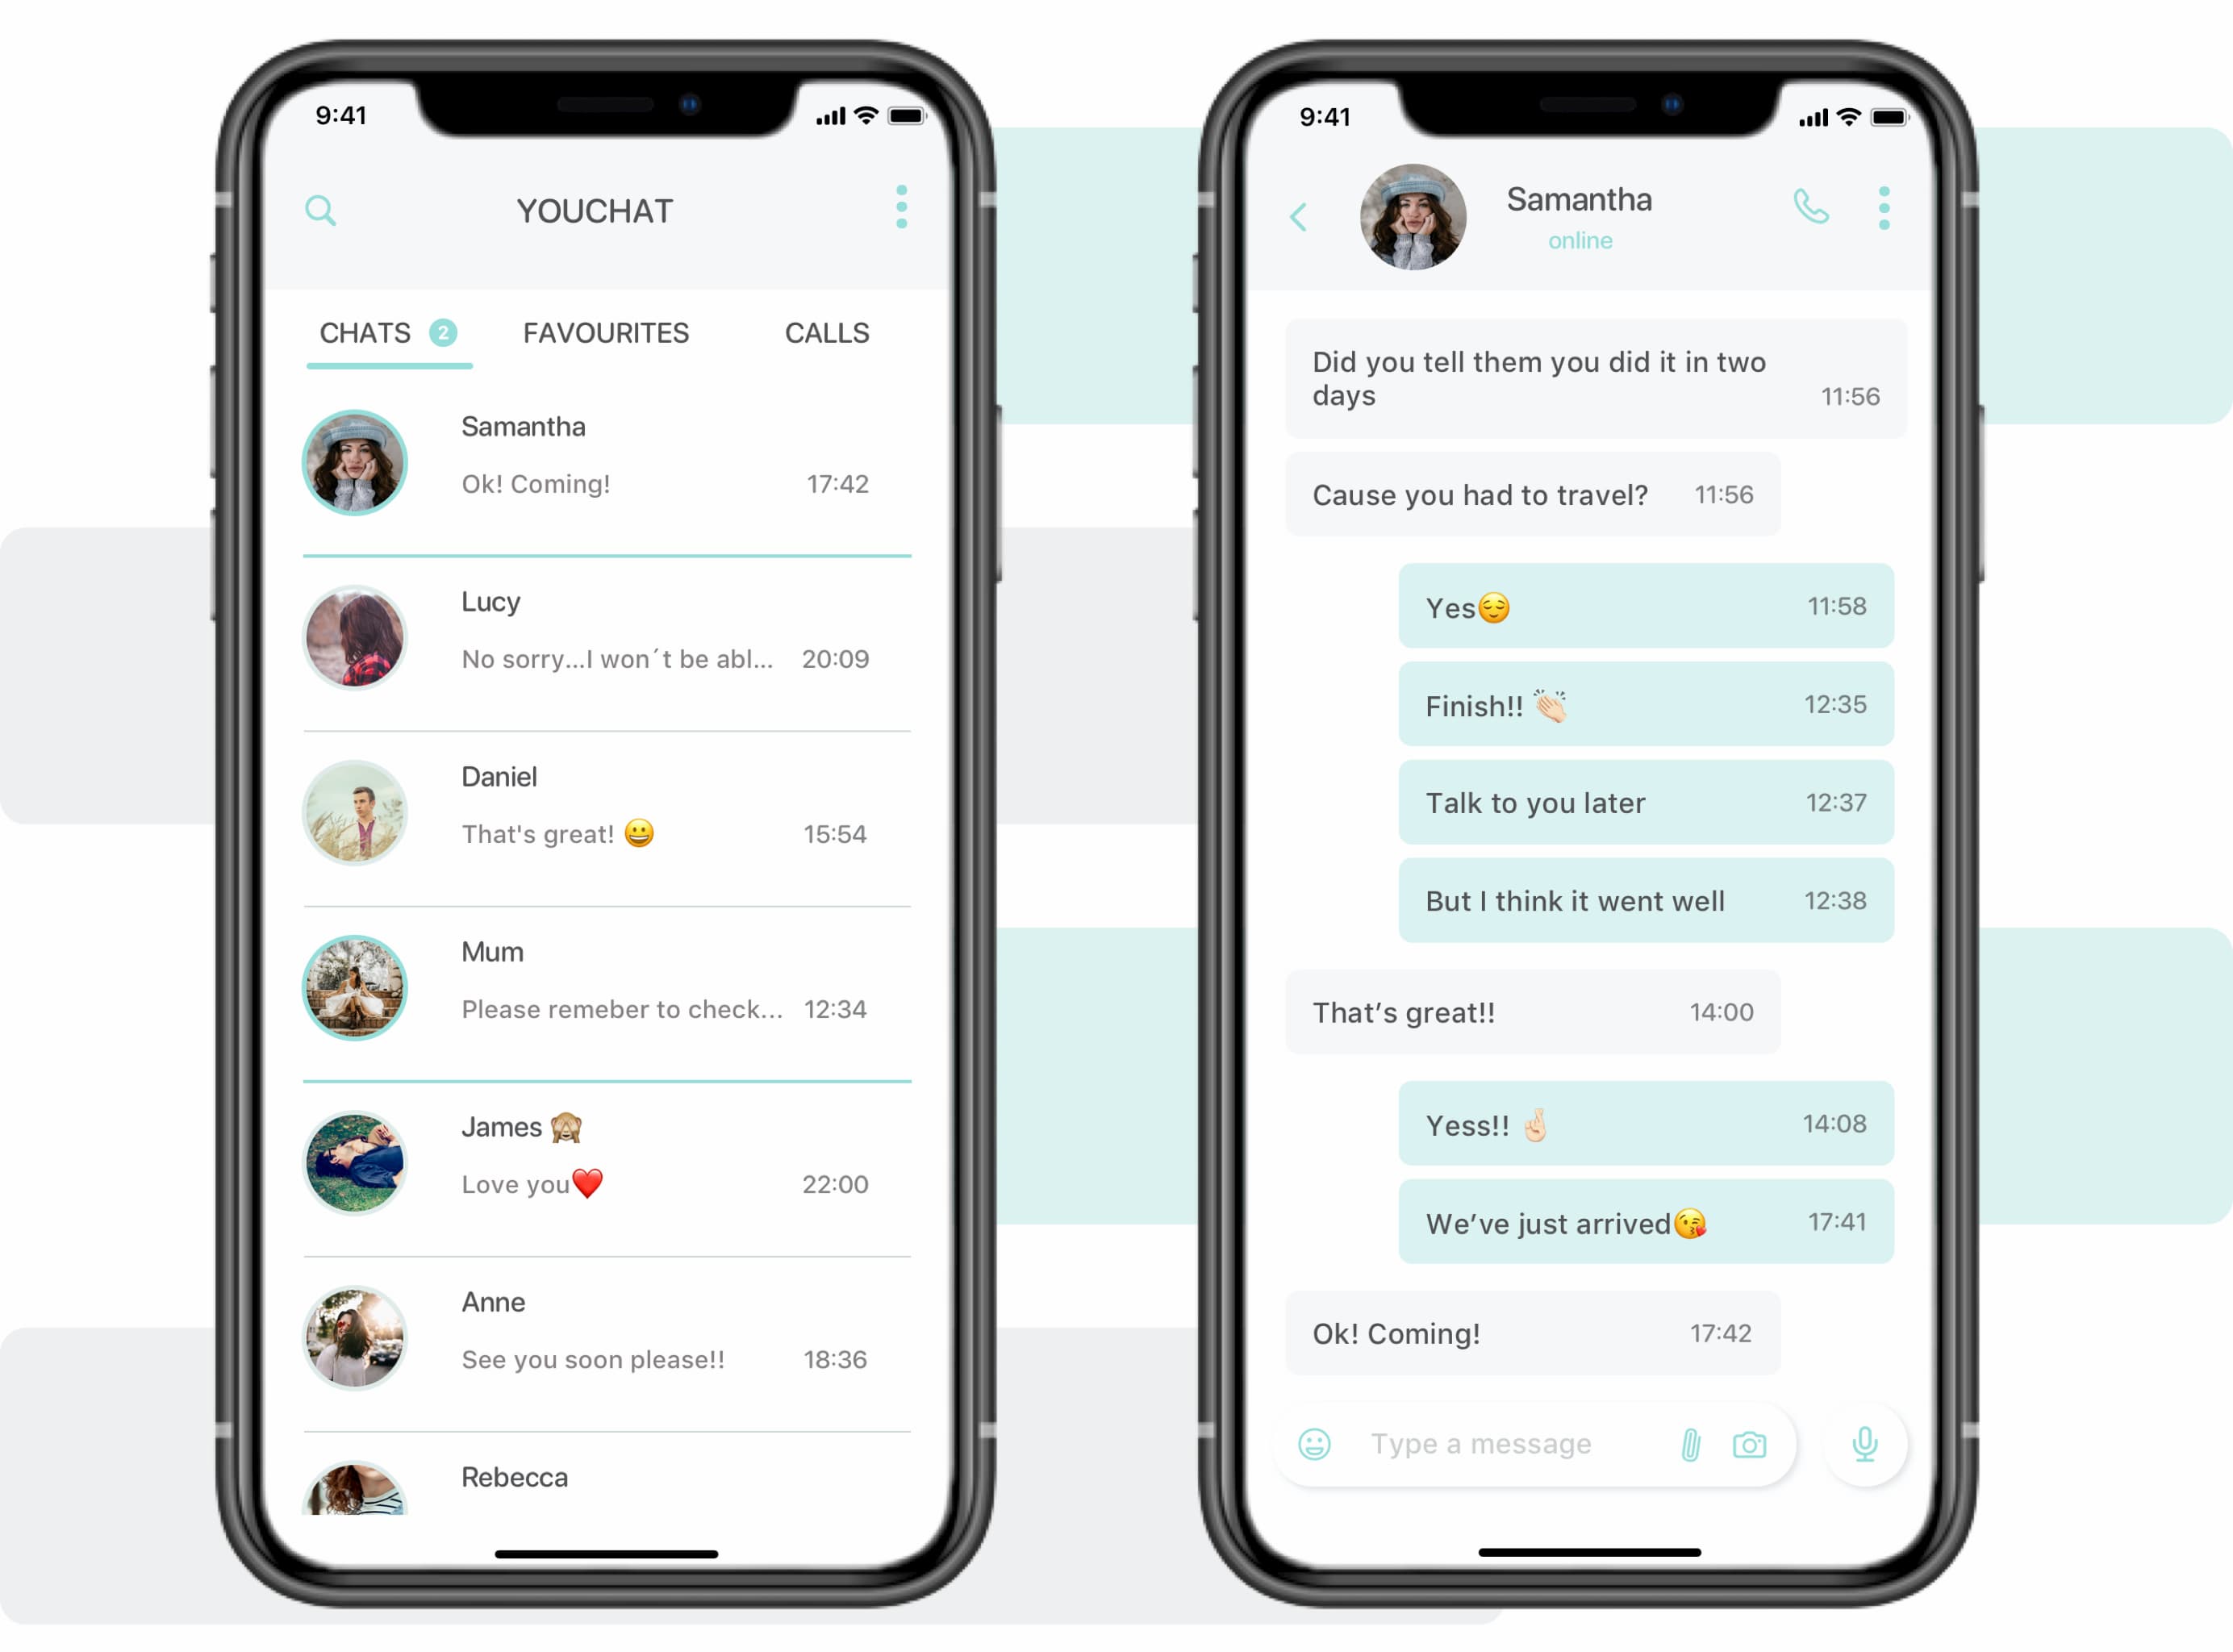 9:41
YOUCHAT
CHATS 2 FAVOURITES CALLS
Samantha
Ok! Coming! 17:42
Lucy
No sorry...I won´t be abl... 20:09
Daniel
That's great! 😀 15:54
Mum
Please remeber to check... 12:34
James 🙈
Love you❤️ 22:00
Anne
See you soon please!! 18:36
Rebecca
9:41
Samantha
online
Did you tell them you did it in two
days 11:56
Cause you had to travel? 11:56
Yes😌 11:58
Finish!! 👏🏻 12:35
Talk to you later 12:37
But I think it went well 12:38
That’s great!! 14:00
Yess!! 🤞🏻 14:08
We’ve just arrived😘 17:41
Ok! Coming! 17:42
Type a message